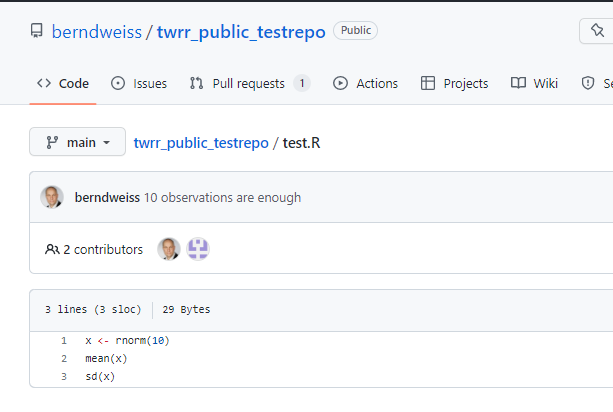 berndweiss / twrr_public_testrepo Public
Code Issues Pull requests 1 Actions Projects Wiki Se
main twrr_public_testrepo / test.R
berndweiss 10 observations are enough
2 contributors
3 lines (3 sloc) 29 Bytes
1 x <- rnorm(10)
2 mean(x)
3 sd(x)